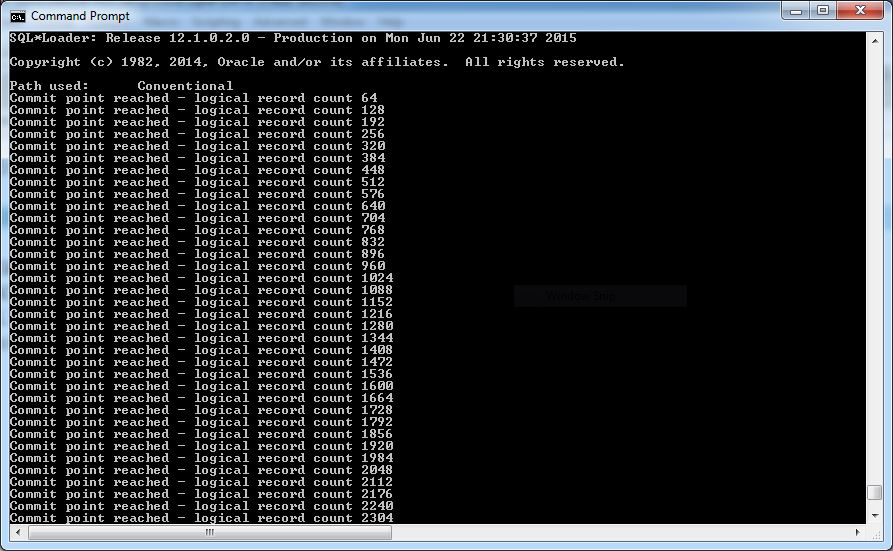 Command Prompt
SQL*Loader: Release 12.1.0.2.0 - Production on Mon Jun 22 21:30:37 2015
Copyright (c) 1982, 2014, Oracle and/or its affiliates.  All rights reserved.
Path used:      Conventional
Commit point reached - logical record count 64
Commit point reached - logical record count 128
Commit point reached - logical record count 192
Commit point reached - logical record count 256
Commit point reached - logical record count 320
Commit point reached - logical record count 384
Commit point reached - logical record count 448
Commit point reached - logical record count 512
Commit point reached - logical record count 576
Commit point reached - logical record count 640
Commit point reached - logical record count 704
Commit point reached - logical record count 768
Commit point reached - logical record count 832
Commit point reached - logical record count 896
Commit point reached - logical record count 960
Commit point reached - logical record count 1024
Commit point reached - logical record count 1088
Commit point reached - logical record count 1152
Commit point reached - logical record count 1216
Commit point reached - logical record count 1280
Commit point reached - logical record count 1344
Commit point reached - logical record count 1408
Commit point reached - logical record count 1472
Commit point reached - logical record count 1536
Commit point reached - logical record count 1600
Commit point reached - logical record count 1664
Commit point reached - logical record count 1728
Commit point reached - logical record count 1792
Commit point reached - logical record count 1856
Commit point reached - logical record count 1920
Commit point reached - logical record count 1984
Commit point reached - logical record count 2048
Commit point reached - logical record count 2112
Commit point reached - logical record count 2176
Commit point reached - logical record count 2240
Commit point reached - logical record count 2304
Window Snip